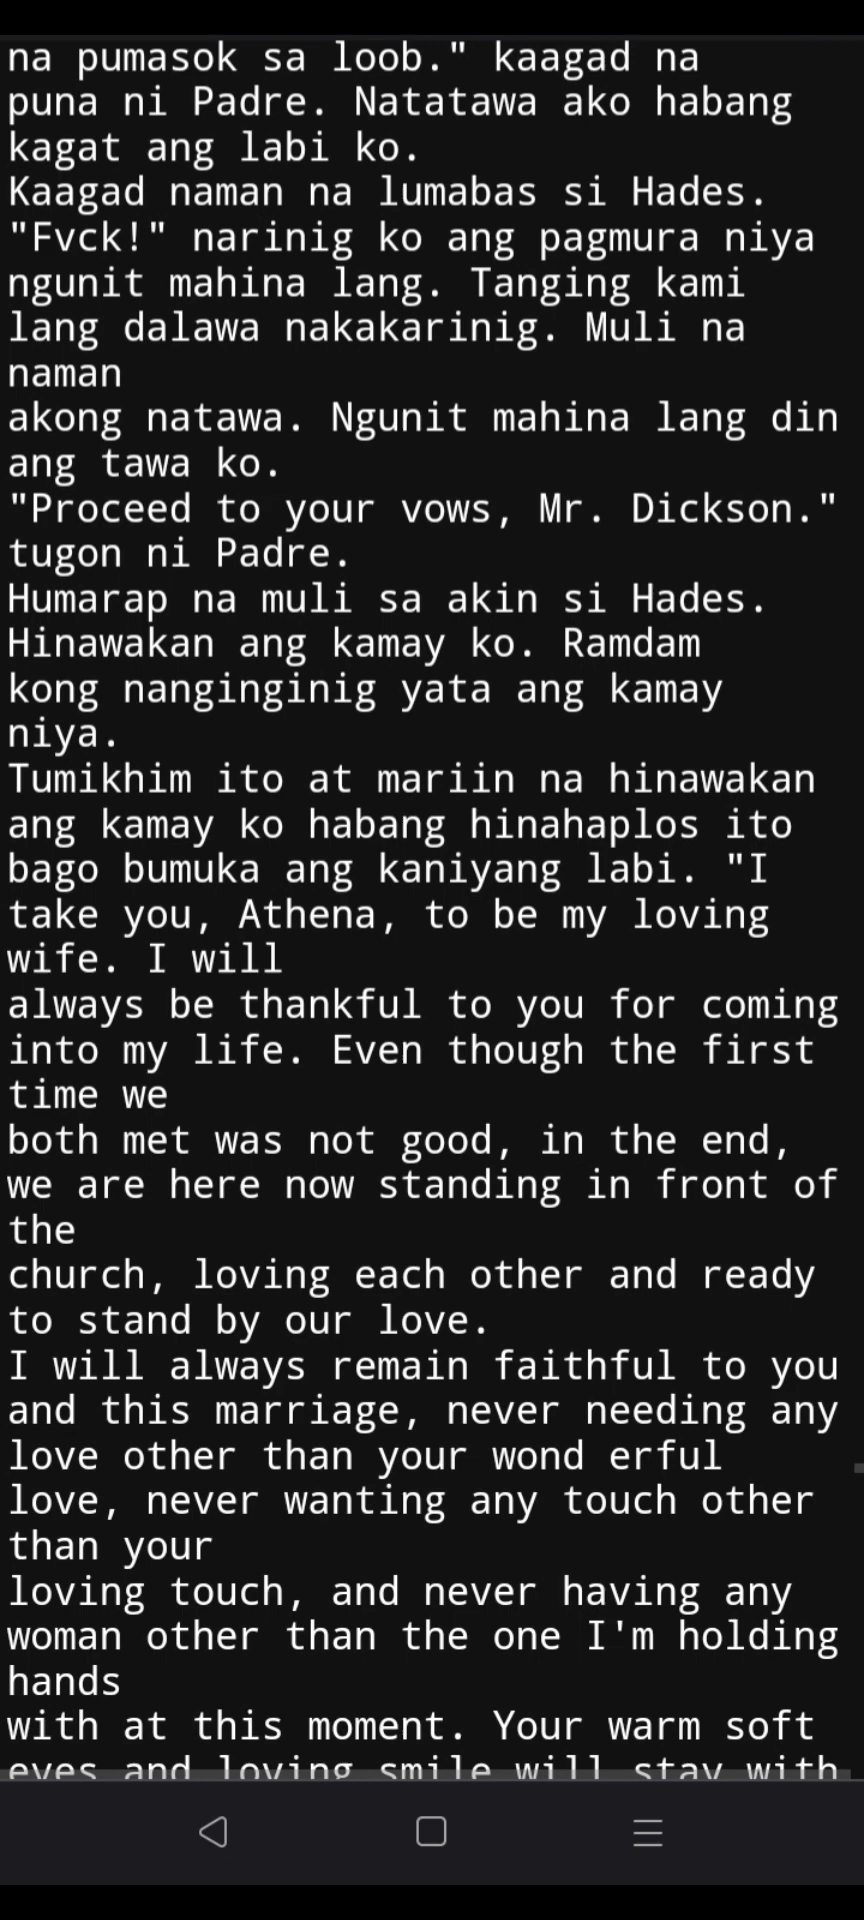 na pumasok sa loob." kaagad na
puna ni Padre. Natatawa ako habang
kagat ang labi ko.
Kaagad naman na lumabas si Hades.
"Fvck!" narinig ko ang pagmura niya
ngunit mahina lang. Tanging kami
lang dalawa nakakarinig. Muli na
naman
akong natawa. Ngunit mahina lang din
ang tawa ko.
"Proceed to your vows, Mr. Dickson."
tugon ni Padre.
Humarap na muli sa akin si Hades.
Hinawakan ang kamay ko. Ramdam
kong nanginginig yata ang kamay
niya.
Tumikhim ito at mariin na hinawakan
ang kamay ko habang hinahaplos ito
bago bumuka ang kaniyang labi. "I
take you, Athena, to be my loving
wife. I will
always be thankful to you for coming
into my life. Even though the first
time we
both met was not good, in the end,
we are here now standing in front of
the
church, loving each other and ready
to stand by our love.
I will always remain faithful to you
and this marriage, never needing any
love other than your wond erful
love, never wanting any touch other
than your
loving touch, and never having any
woman other than the one I'm holding
hands
with at this moment. Your warm soft
eyes and loving smile will stay with